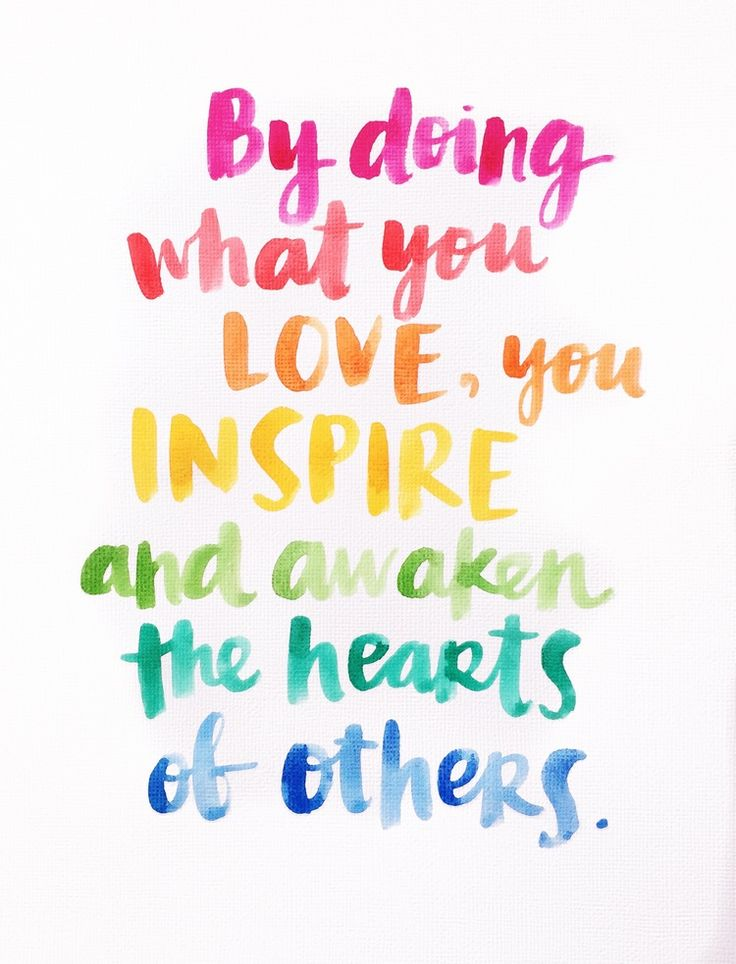 By doing
what you
LOVE, you
INSPIRE
and awaken
the hearts
of others.